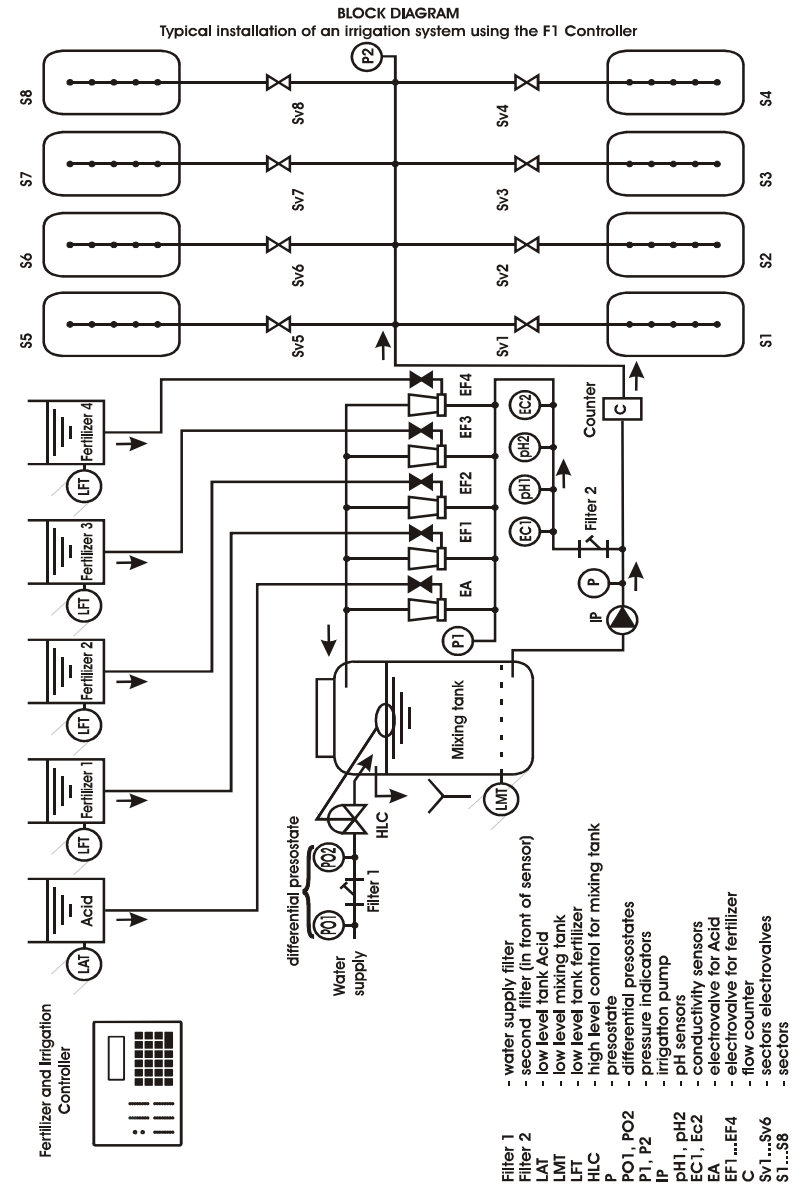 BLOCK DIAGRAM
Typical installation of an irrigation system using the F1 Controller
P2
S8
Sv8
Sv4
S4
S7
Sv7
Sv3
S3
S6
Sv6
Sv2
S2
S5
Sv5
Sv1
S1
Fertilizer 4
LFT
EF4
Fertilizer 3
LFT
EF3
Fertilizer 2
LFT
EF2
Fertilizer 1
LFT
EF1
Acid
LAT
EA
EC2
pH2
pH1
EC1
Counter
C
Filter 2
P
IP
P1
Mixing tank
LMT
HLC
differential presostate
PO2
PO1
Filter 1
Water
supply
Fertilizer and Irrigation
Controller
Filter 1 - water supply filter
Filter 2 - second filter (in front of sensor)
LAT - low level tank Acid
LMT - low level mixing tank
LFT - low level tank fertilizer
HLC - high level control for mixing tank
P - presostate
PO1, PO2 - differential presostates
P1, P2 - pressure indicators
IP - irrigation pump
pH1, pH2 - pH sensors
EC1, Ec2 - conductivity sensors
EA - electrovalve for Acid
EF1...EF4 - electrovalve for fertilizer
C - flow counter
Sv1...Sv6 - sectors electrovalves
S1...S8 - sectors